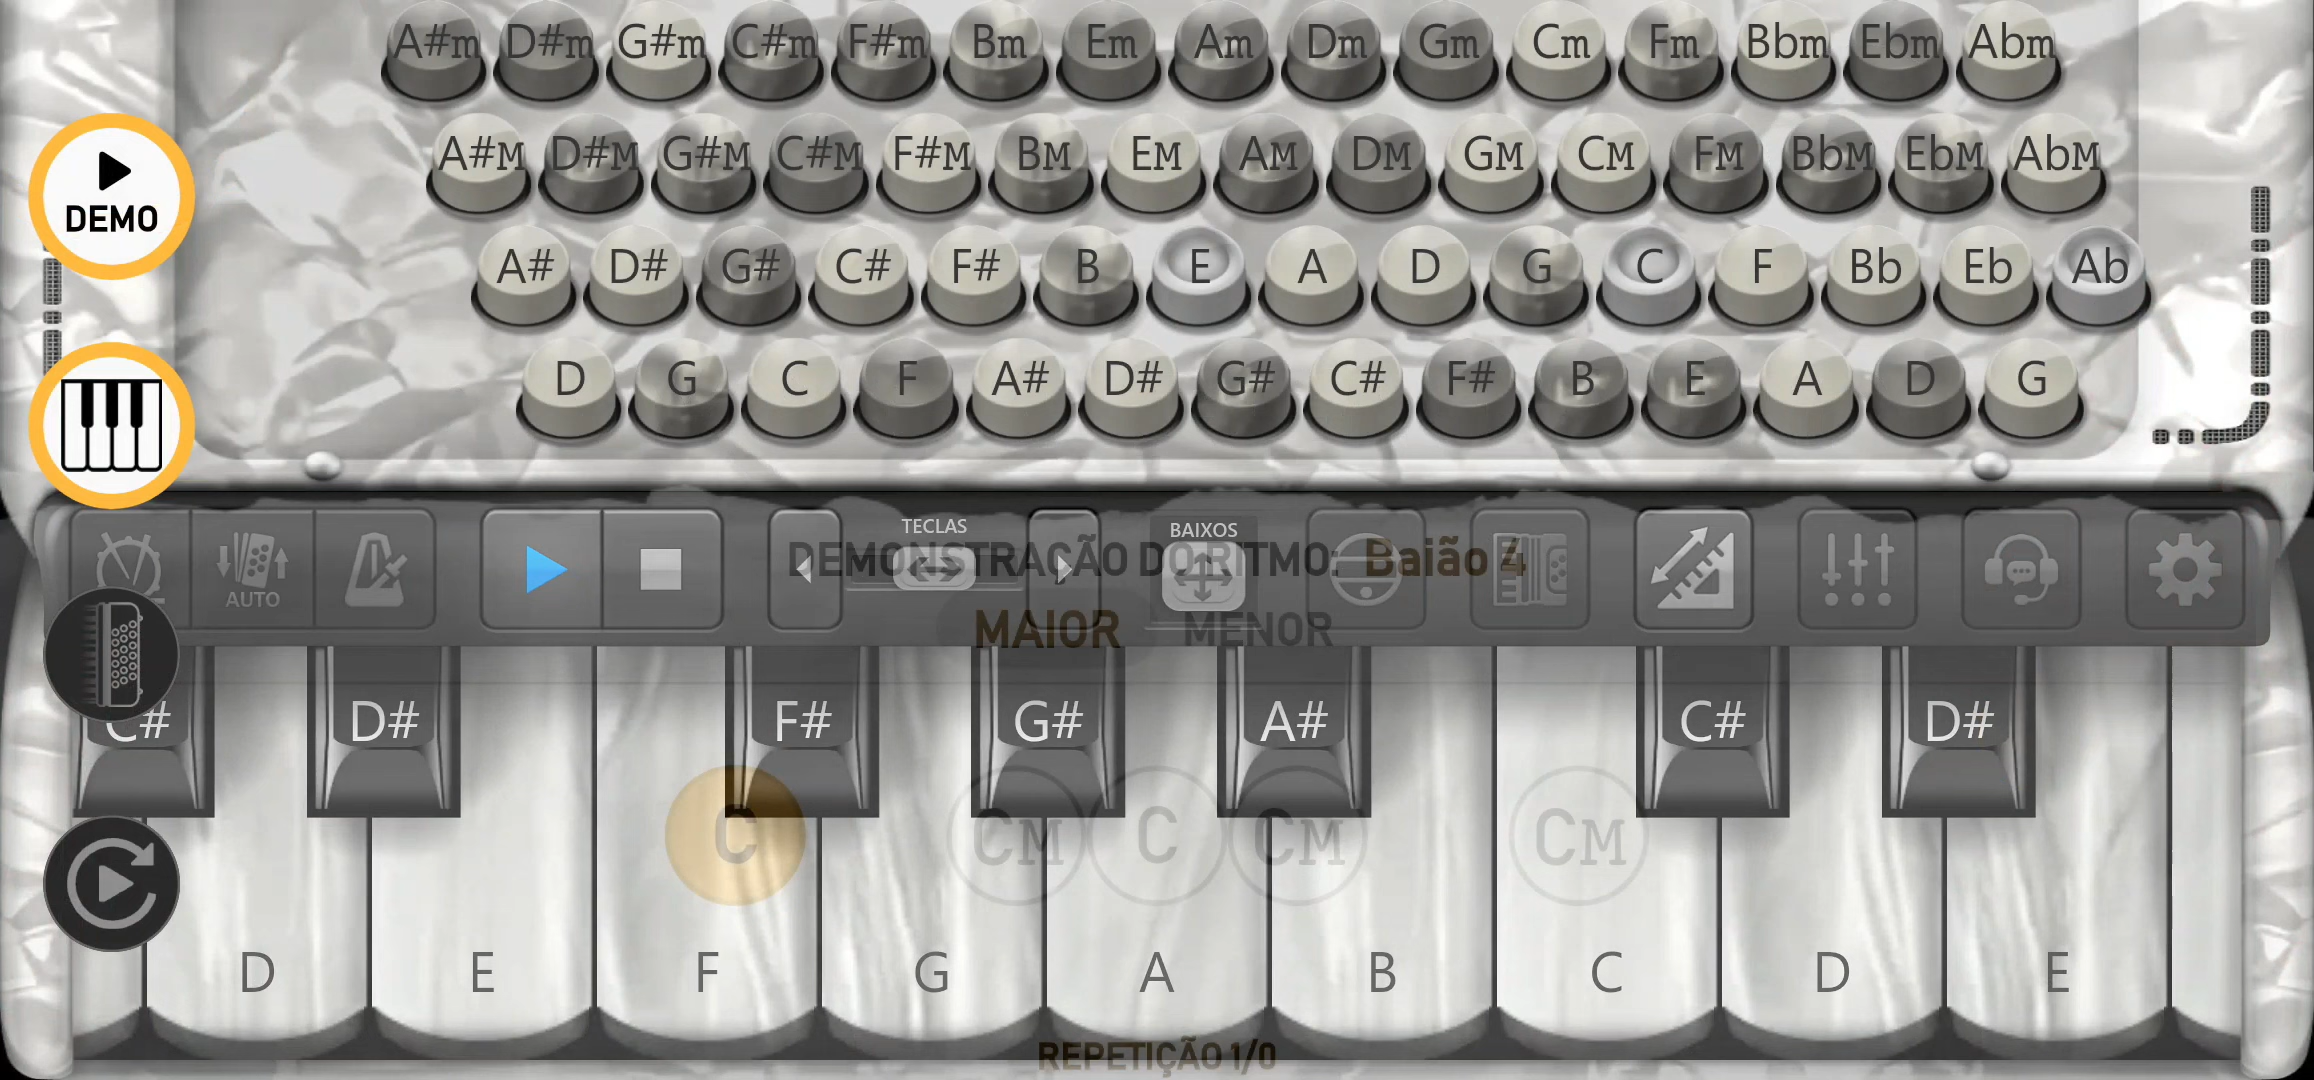 A#m D#m G#m C#m F#m Bm Em Am Dm Gm Cm Fm Bbm Ebm Abm
A#M D#M G#M C#M F#M BM EM AM DM GM CM FM BbM EbM AbM
DEMO
A# D# G# C# F# B E A D G C F Bb Eb Ab
D G C F A# D# G# C# F# B E A D G
TECLAS
BAIXOS
DEMONSTRAÇÃO DO RITMO: Baião 4
AUTO
MAIOR MENOR
C# D# F# G# A# C# D#
C CM C CM CM
D E F G A B C D E
REPETIÇÃO 1/0